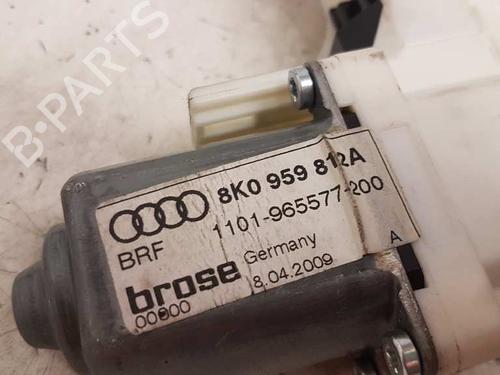 B-PARTS
8K0 959 812A
1101-965577-200
BRF
A
brose
Germany
00000
8.04.2009